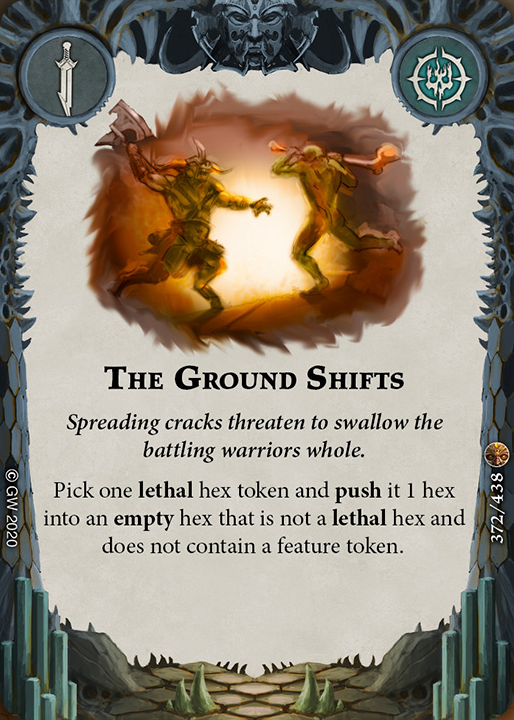 The Ground Shifts
Spreading cracks threaten to swallow the
battling warriors whole.
Pick one lethal hex token and push it 1 hex
into an empty hex that is not a lethal hex and
does not contain a feature token.
© GW 2020
372/438